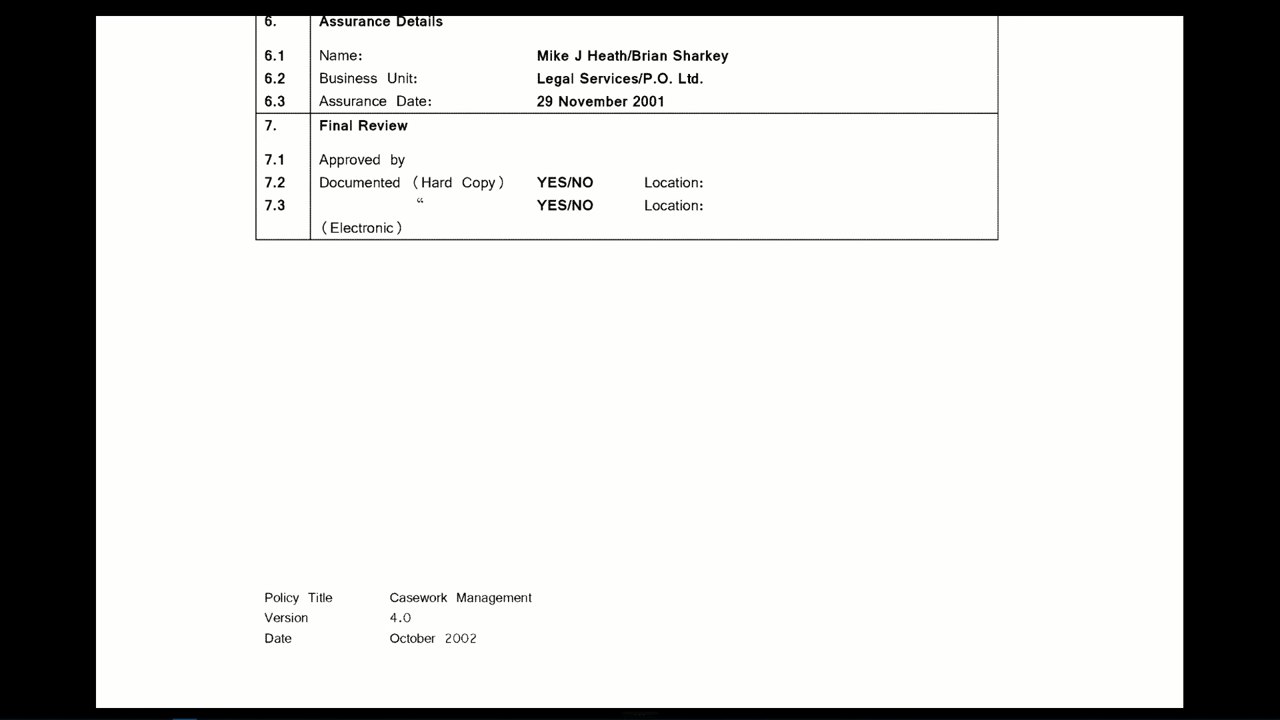 6. Assurance Details
6.1 Name: Mike J Heath/Brian Sharkey
6.2 Business Unit: Legal Services/P.O. Ltd.
6.3 Assurance Date: 29 November 2001
7. Final Review
7.1 Approved by
7.2 Documented (Hard Copy) YES/NO Location:
7.3 “ YES/NO Location:
(Electronic)
Policy Title Casework Management
Version 4.0
Date October 2002